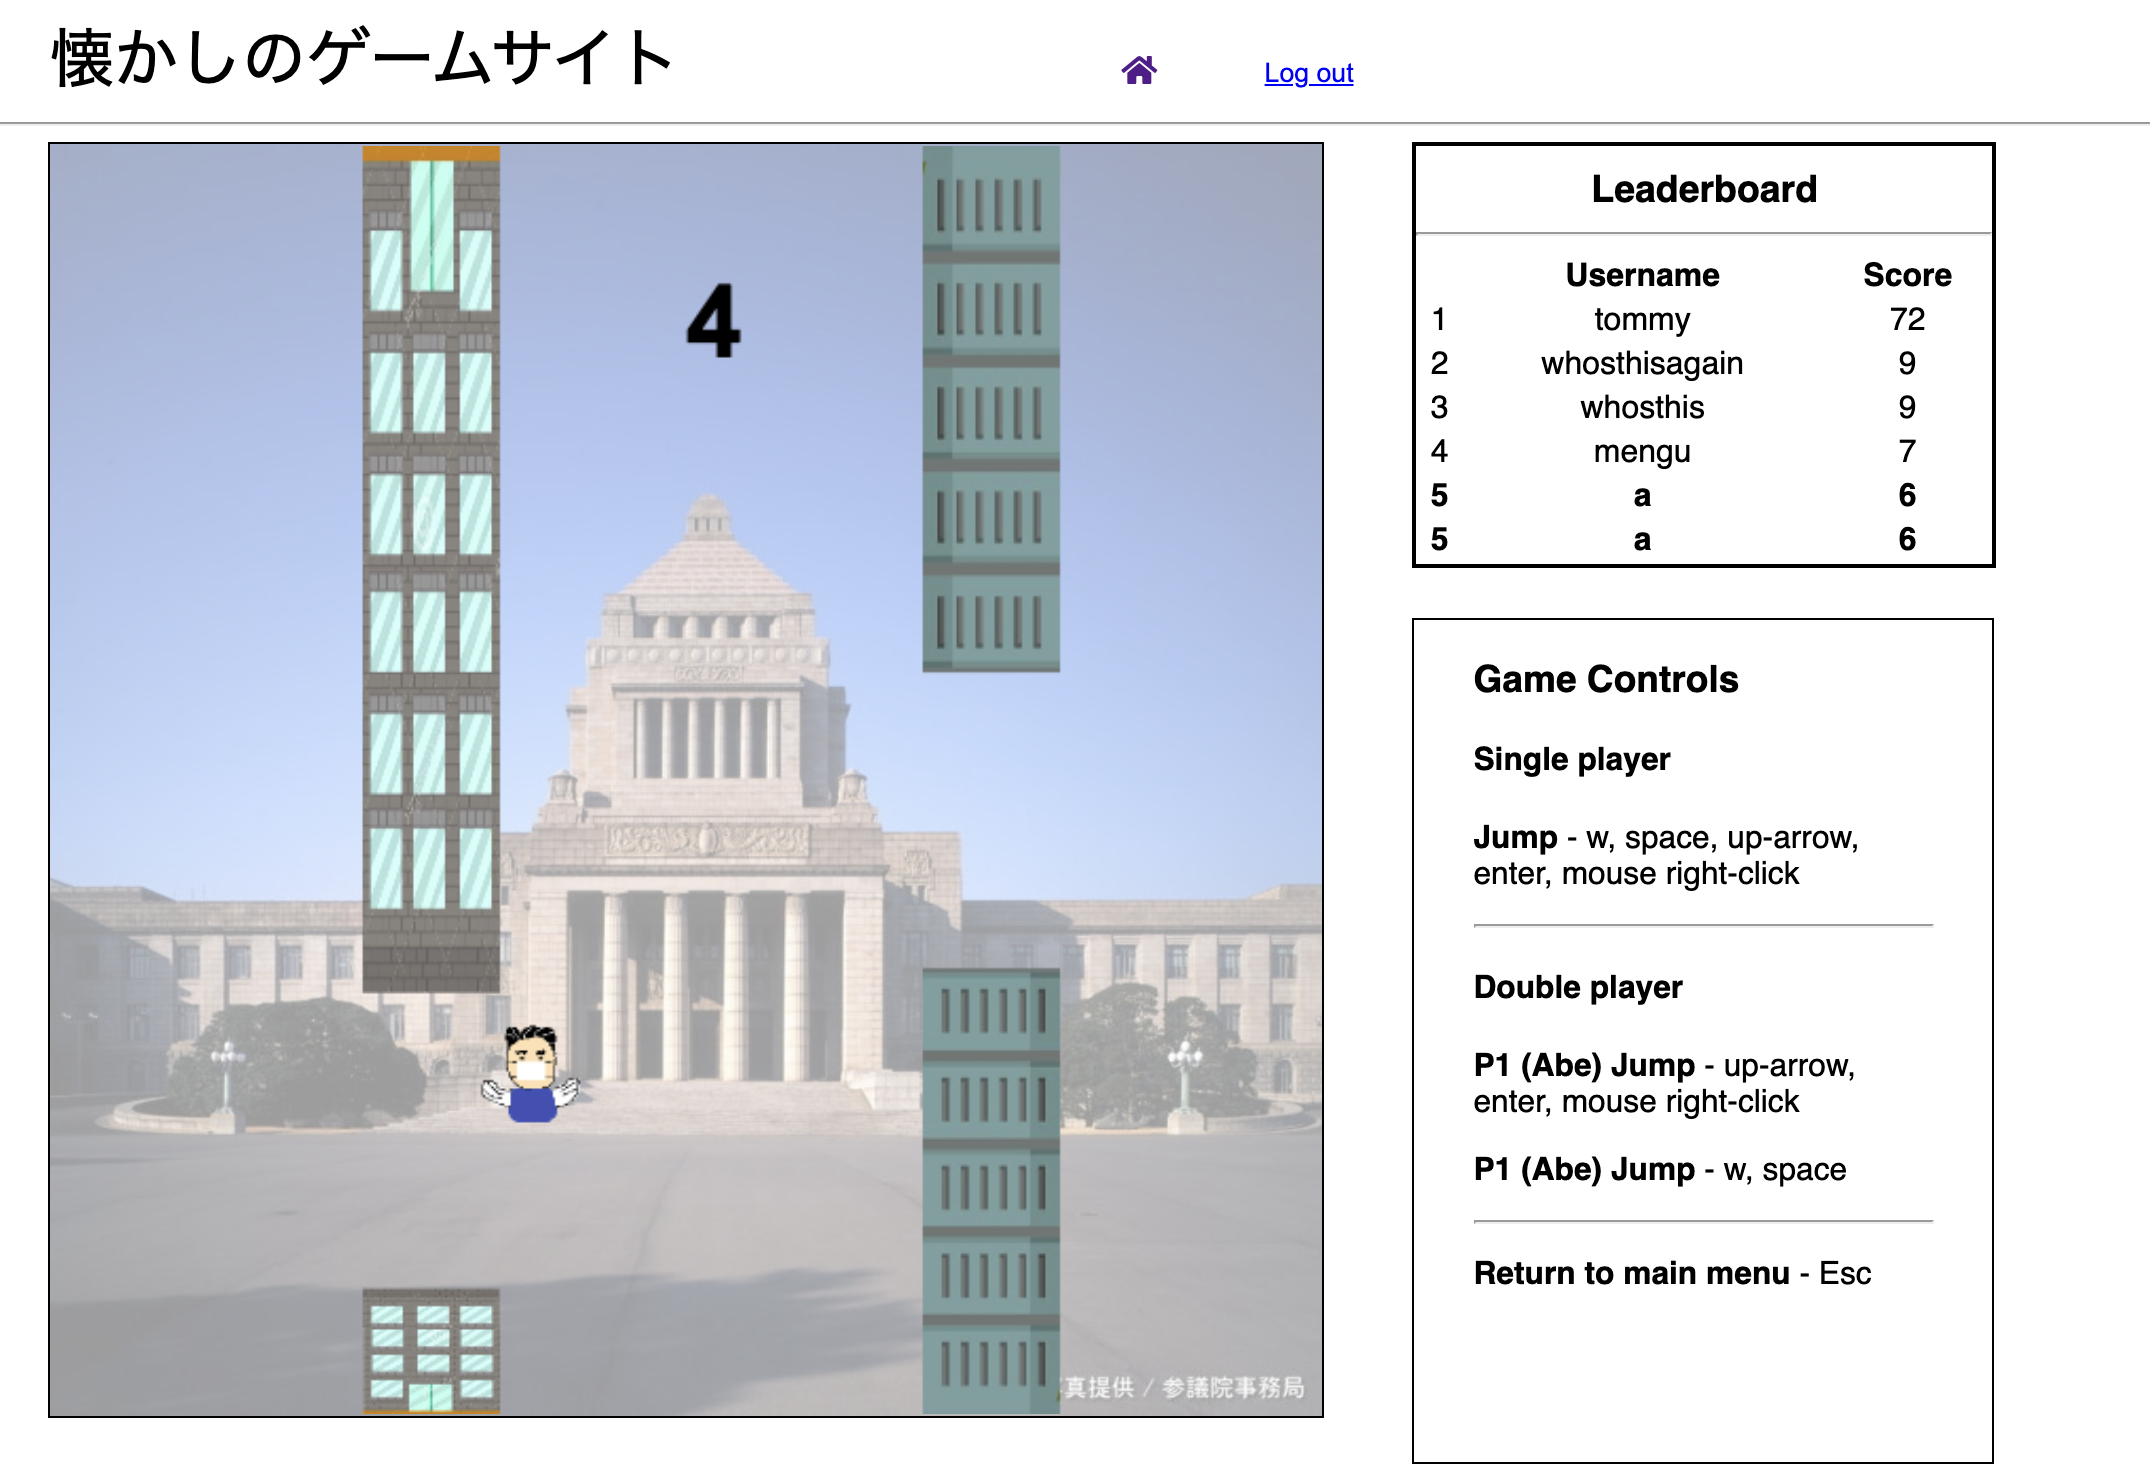 懐かしのゲームサイト
Log out
4
真提供 / 参議院事務局
Leaderboard
Username Score
1 tommy 72
2 whosthisagain 9
3 whosthis 9
4 mengu 7
5 a 6
5 a 6
Game Controls
Single player
Jump - w, space, up-arrow,
enter, mouse right-click
Double player
P1 (Abe) Jump - up-arrow,
enter, mouse right-click
P1 (Abe) Jump - w, space
Return to main menu - Esc